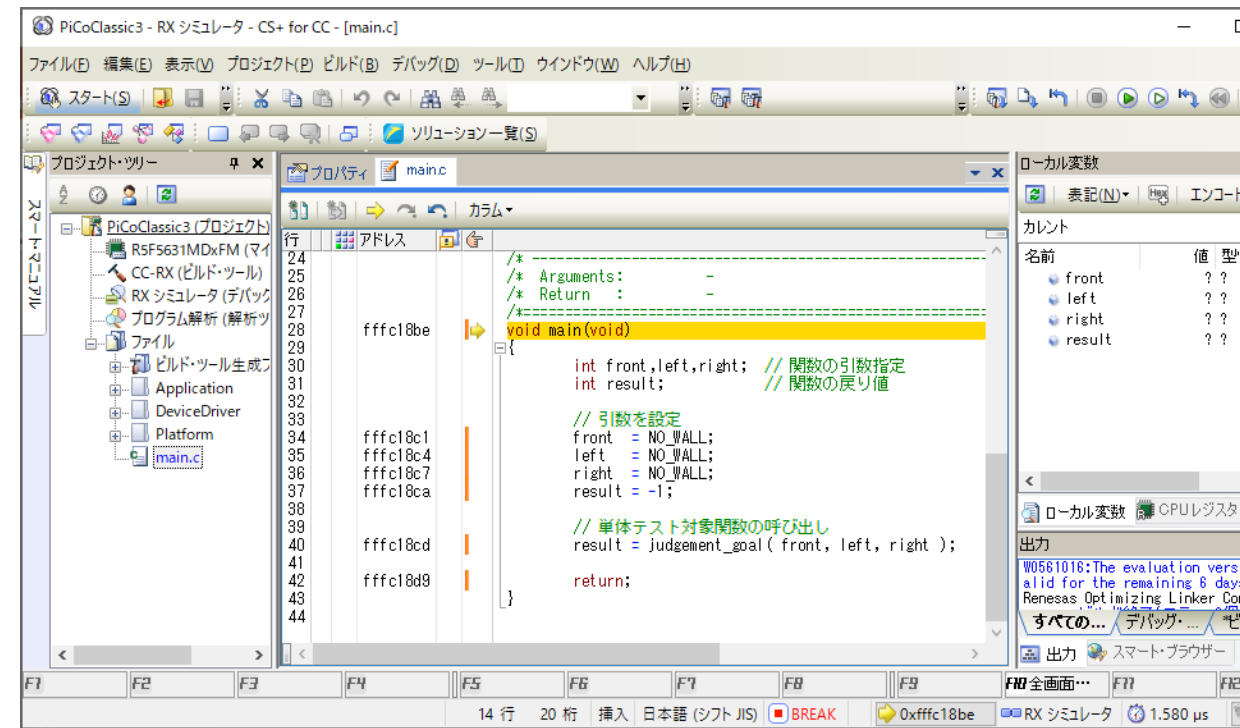 PiCoClassic3 - RX シミュレータ - CS+ for CC - [main.c]
ファイル(F) 編集(E) 表示(V) プロジェクト(P) ビルド(B) デバッグ(D) ツール(T) ウインドウ(W) ヘルプ(H)
スタート(S)
ソリューション一覧(S)
スマート・マニュアル
プロジェクト・ツリー
PiCoClassic3 (プロジェクト)
R5F5631MDxFM (マイ
CC-RX (ビルド・ツール)
RX シミュレータ (デバッグ
プログラム解析 (解析ツ
ファイル
ビルド・ツール生成フ
Application
DeviceDriver
Platform
main.c
プロパティ main.c
カラム
行 アドレス
24 /* ----------------------------------------
25 /* Arguments: -
26 /* Return : -
27 /*-----------------------------------------
28 fffc18be void main(void)
29 {
30 int front,left,right; // 関数の引数指定
31 int result; // 関数の戻り値
32
33 // 引数を設定
34 fffc18c1 front = NO_WALL;
35 fffc18c4 left = NO_WALL;
36 fffc18c7 right = NO_WALL;
37 fffc18ca result = -1;
38
39 // 単体テスト対象関数の呼び出し
40 fffc18cd result = judgement_goal( front, left, right );
41
42 fffc18d9 return;
43 }
44
ローカル変数
表記(N) Hex エンコード
カレント
名前 値 型
front ? ?
left ? ?
right ? ?
result ? ?
ローカル変数 CPUレジスタ
出力
W0561016:The evaluation vers
alid for the remaining 6 days
Renesas Optimizing Linker Co
すべての... デバッグ・...
出力 スマート・ブラウザー
F1 F2 F3 F4 F5 F6 F7 F8 F9 F10 全画面… F11 F12
14 行 20 桁 挿入 日本語 (シフト JIS) BREAK 0xfffc18be RX シミュレータ 1.580 μs